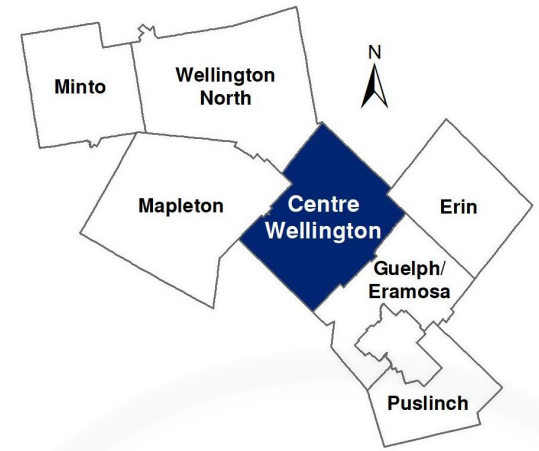 N
Minto
Wellington
North
Mapleton
Centre
Wellington
Erin
Guelph/
Eramosa
Puslinch